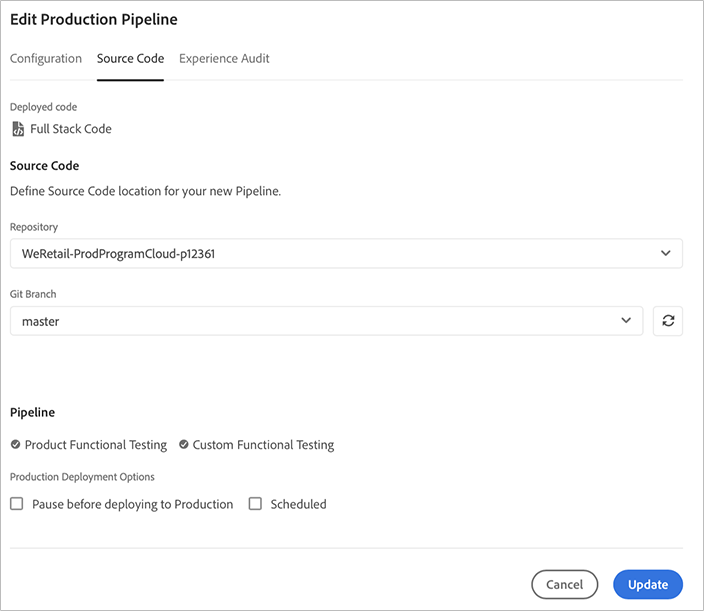 Edit Production Pipeline
Configuration Source Code Experience Audit
Deployed code
Full Stack Code
Source Code
Define Source Code location for your new Pipeline.
Repository
WeRetail-ProdProgramCloud-p12361
Git Branch
master
Pipeline
Product Functional Testing Custom Functional Testing
Production Deployment Options
Pause before deploying to Production Scheduled
Cancel Update